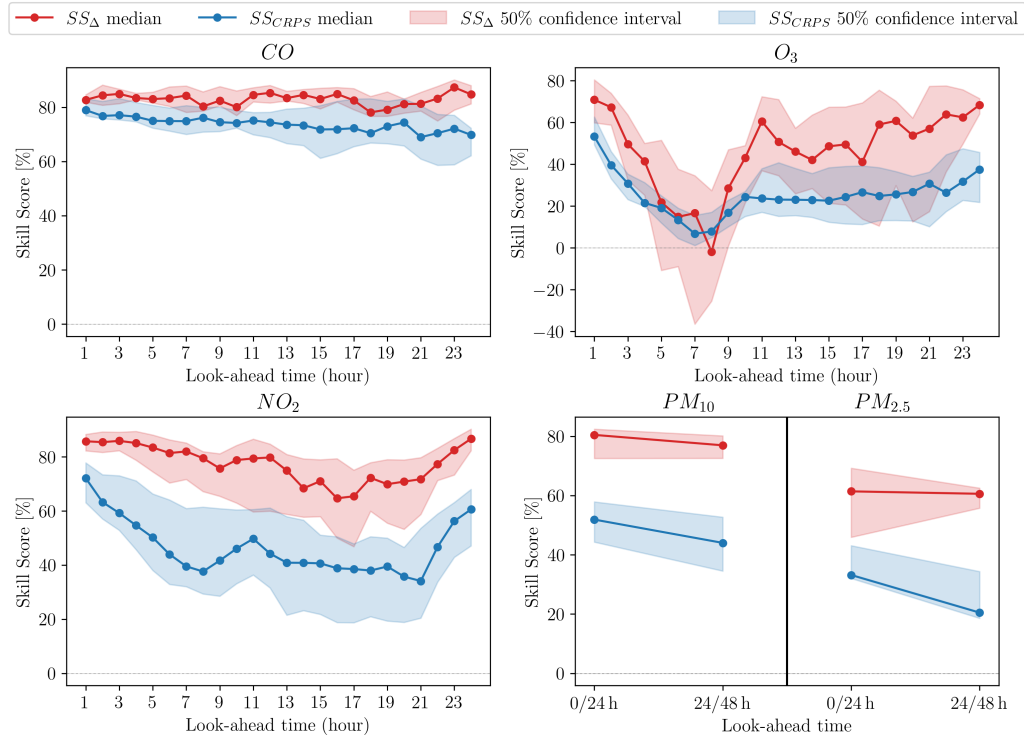 SS_Δ median SS_CRPS median SS_Δ 50% confidence interval SS_CRPS 50% confidence interval
CO
Skill Score [%]
80
60
40
20
0
1 3 5 7 9 11 13 15 17 19 21 23
Look-ahead time (hour)
O_3
Skill Score [%]
80
60
40
20
0
−20
−40
1 3 5 7 9 11 13 15 17 19 21 23
Look-ahead time (hour)
NO_2
Skill Score [%]
80
60
40
20
0
1 3 5 7 9 11 13 15 17 19 21 23
Look-ahead time (hour)
PM_10 PM_2.5
Skill Score [%]
80
60
40
20
0
0/24 h 24/48 h 0/24 h 24/48 h
Look-ahead time